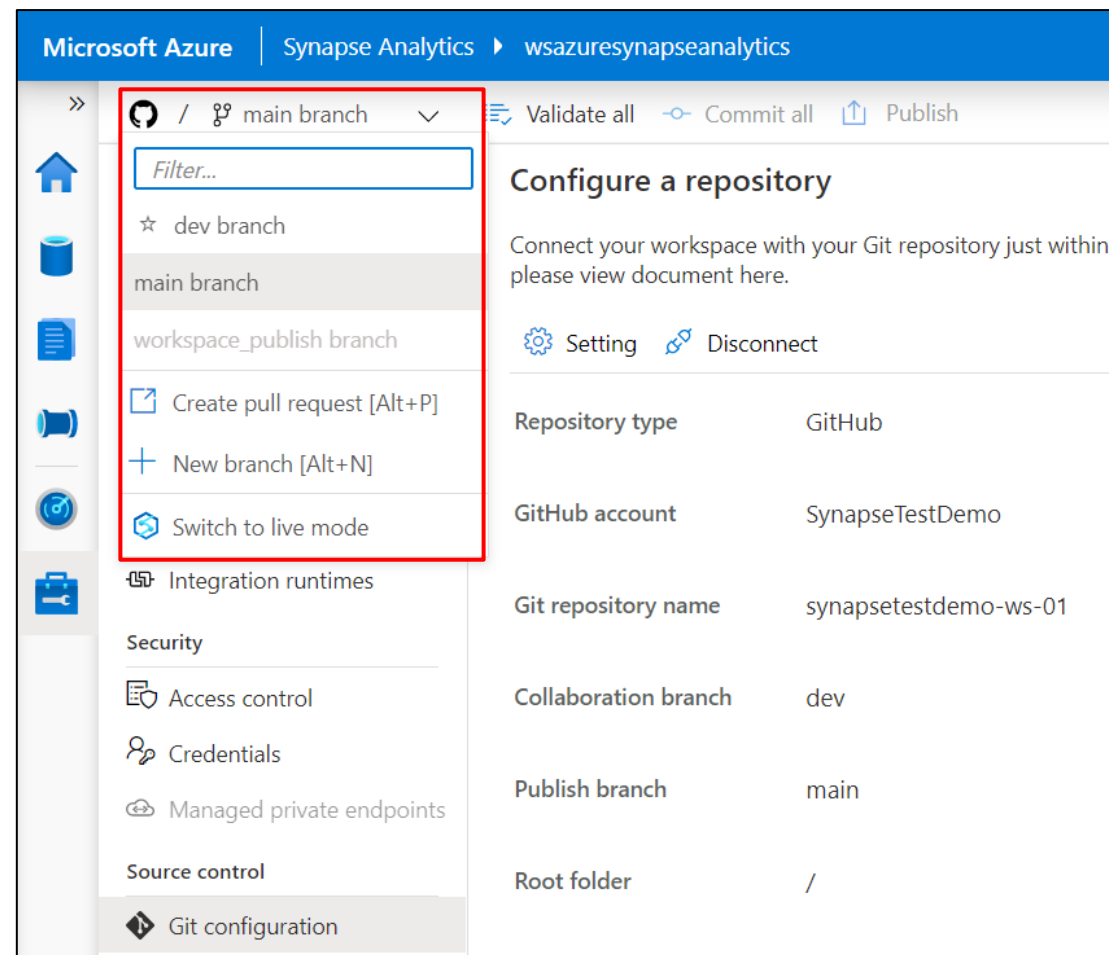 Microsoft Azure Synapse Analytics wsazuresynapseanalytics
/ main branch
Validate all Commit all Publish
Filter...
dev branch
main branch
workspace_publish branch
Create pull request [Alt+P]
New branch [Alt+N]
Switch to live mode
Integration runtimes
Security
Access control
Credentials
Managed private endpoints
Source control
Git configuration
Configure a repository
Connect your workspace with your Git repository just within
please view document here.
Setting Disconnect
Repository type GitHub
GitHub account SynapseTestDemo
Git repository name synapsetestdemo-ws-01
Collaboration branch dev
Publish branch main
Root folder /